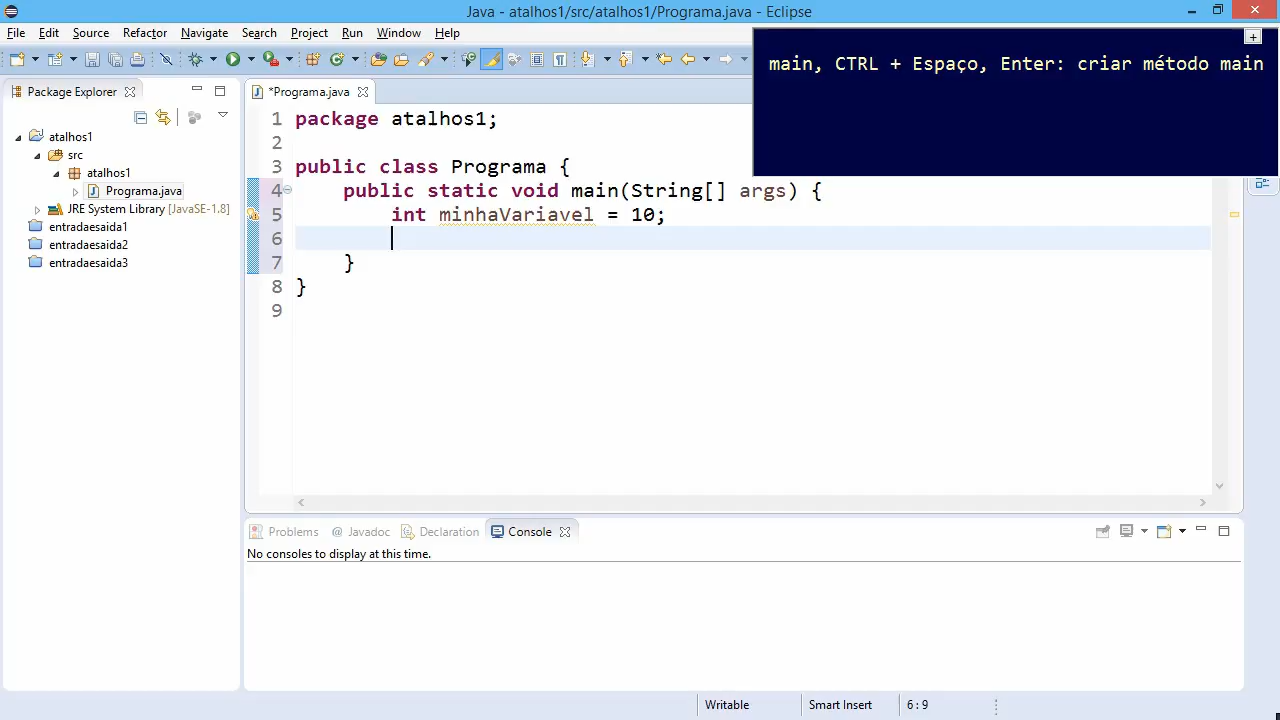 Java - atalhos1/src/atalhos1/Programa.java - Eclipse
File Edit Source Refactor Navigate Search Project Run Window Help
main, CTRL + Espaço, Enter: criar método main
Package Explorer
atalhos1
src
atalhos1
Programa.java
JRE System Library [JavaSE-1.8]
entradaesaida1
entradaesaida2
entradaesaida3
*Programa.java
1 package atalhos1;
2
3 public class Programa {
4 public static void main(String[] args) {
5 int minhaVariavel = 10;
6
7 }
8 }
9
Problems @ Javadoc Declaration Console
No consoles to display at this time.
Writable Smart Insert 6 : 9